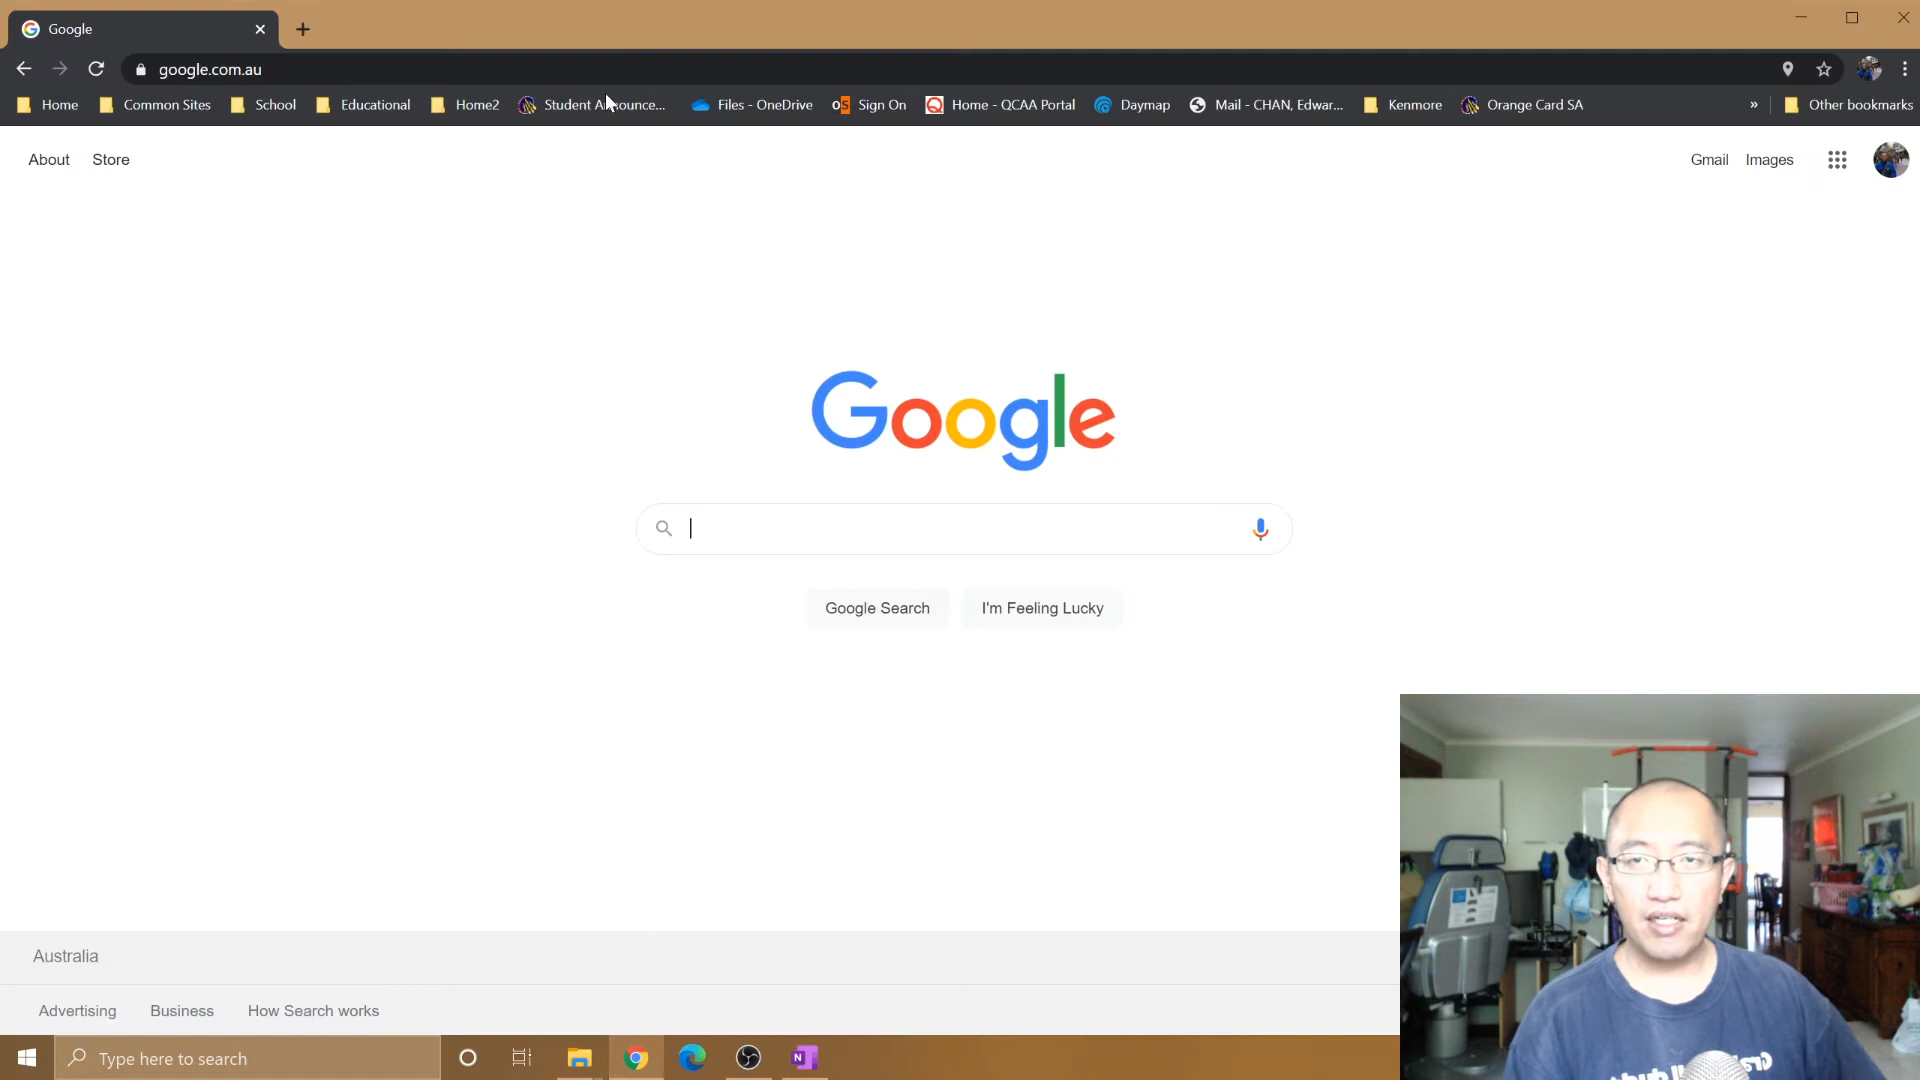 Google
google.com.au
Home Common Sites School Educational Home2 Files - OneDrive Sign On Home - QCAA Portal Daymap Mail - CHAN, Edwar... Kenmore Orange Card SA » Other bookmarks
About Store Gmail Images
Google
Google Search I'm Feeling Lucky
Australia
Advertising Business How Search works
Type here to search